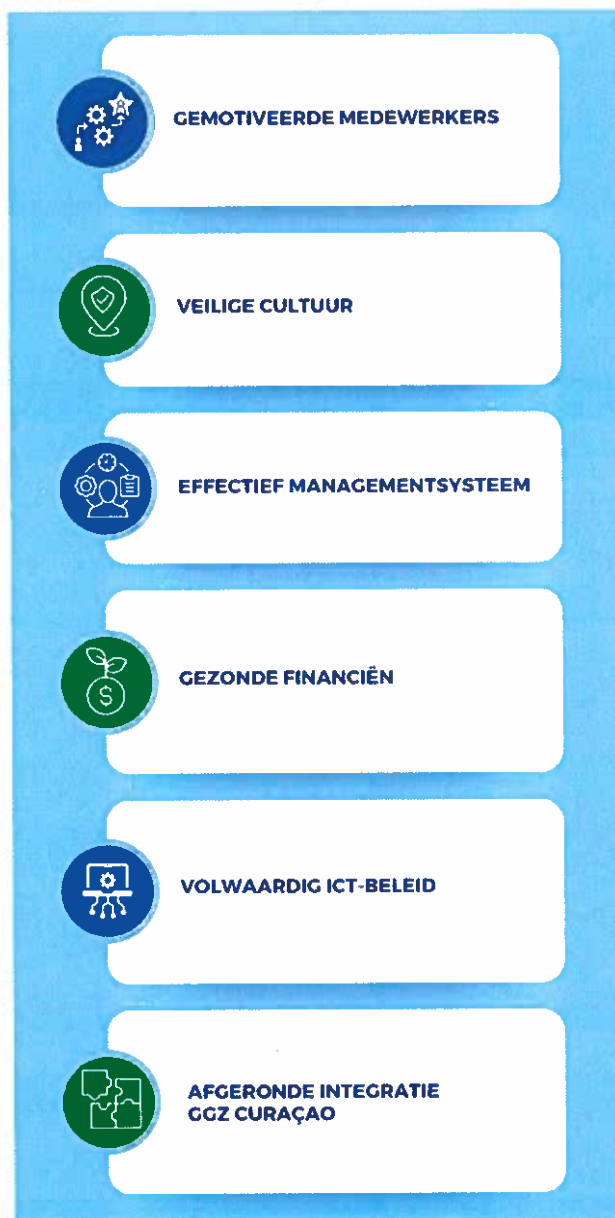 GEMOTIVEERDE MEDEWERKERS
VEILIGE CULTUUR
EFFECTIEF MANAGEMENTSYSTEEM
GEZONDE FINANCIËN
$
VOLWAARDIG ICT-BELEID
AFGERONDE INTEGRATIE
GGZ CURAÇAO